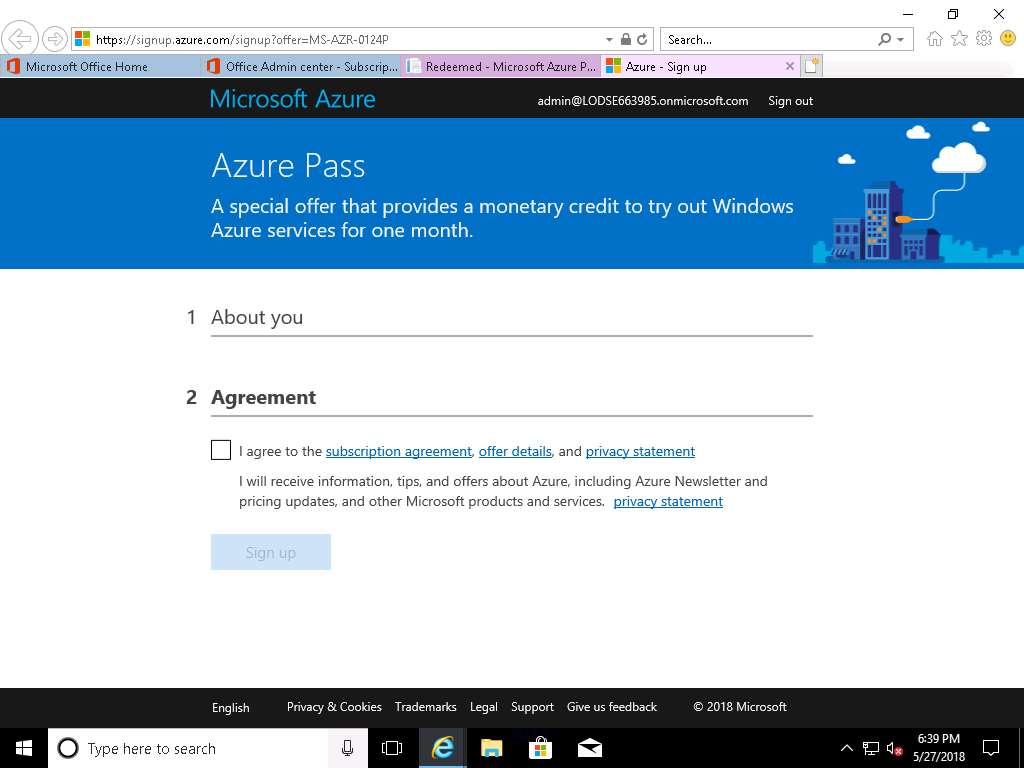 https://signup.azure.com/signup?offer=MS-AZR-0124P
Search...
Microsoft Office Home
Office Admin center - Subscrip...
Redeemed - Microsoft Azure P...
Azure - Sign up
Microsoft Azure
admin@LODSE663985.onmicrosoft.com
Sign out
Azure Pass
A special offer that provides a monetary credit to try out Windows
Azure services for one month.
1 About you
2 Agreement
I agree to the subscription agreement, offer details, and privacy statement
I will receive information, tips, and offers about Azure, including Azure Newsletter and
pricing updates, and other Microsoft products and services. privacy statement
Sign up
English
Privacy & Cookies
Trademarks
Legal
Support
Give us feedback
© 2018 Microsoft
Type here to search
6:39 PM
5/27/2018